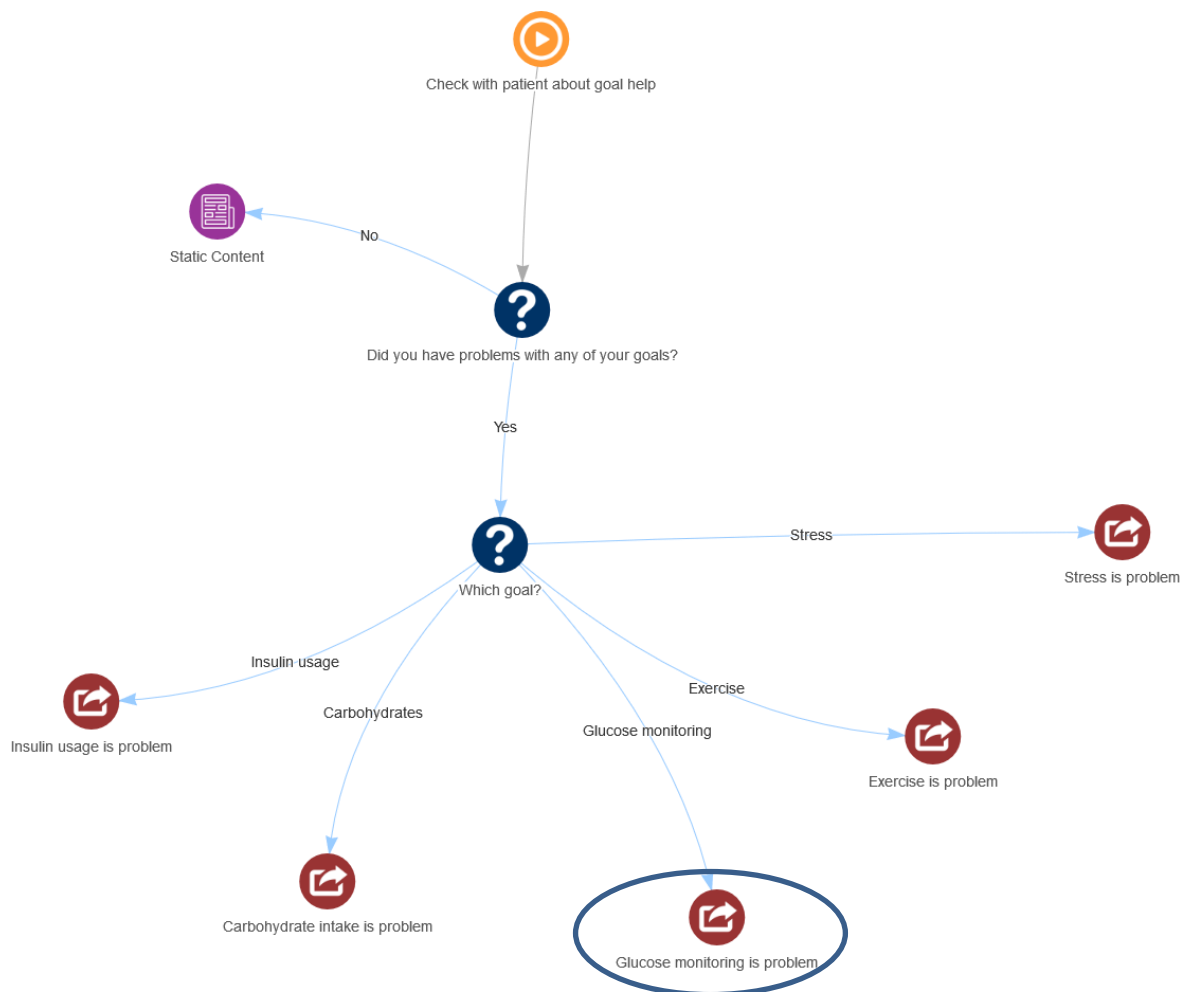 Check with patient about goal help
No
Static Content
Did you have problems with any of your goals?
Yes
Stress
Which goal?
Stress is problem
Insulin usage
Exercise
Carbohydrates
Glucose monitoring
Insulin usage is problem
Exercise is problem
Carbohydrate intake is problem
Glucose monitoring is problem